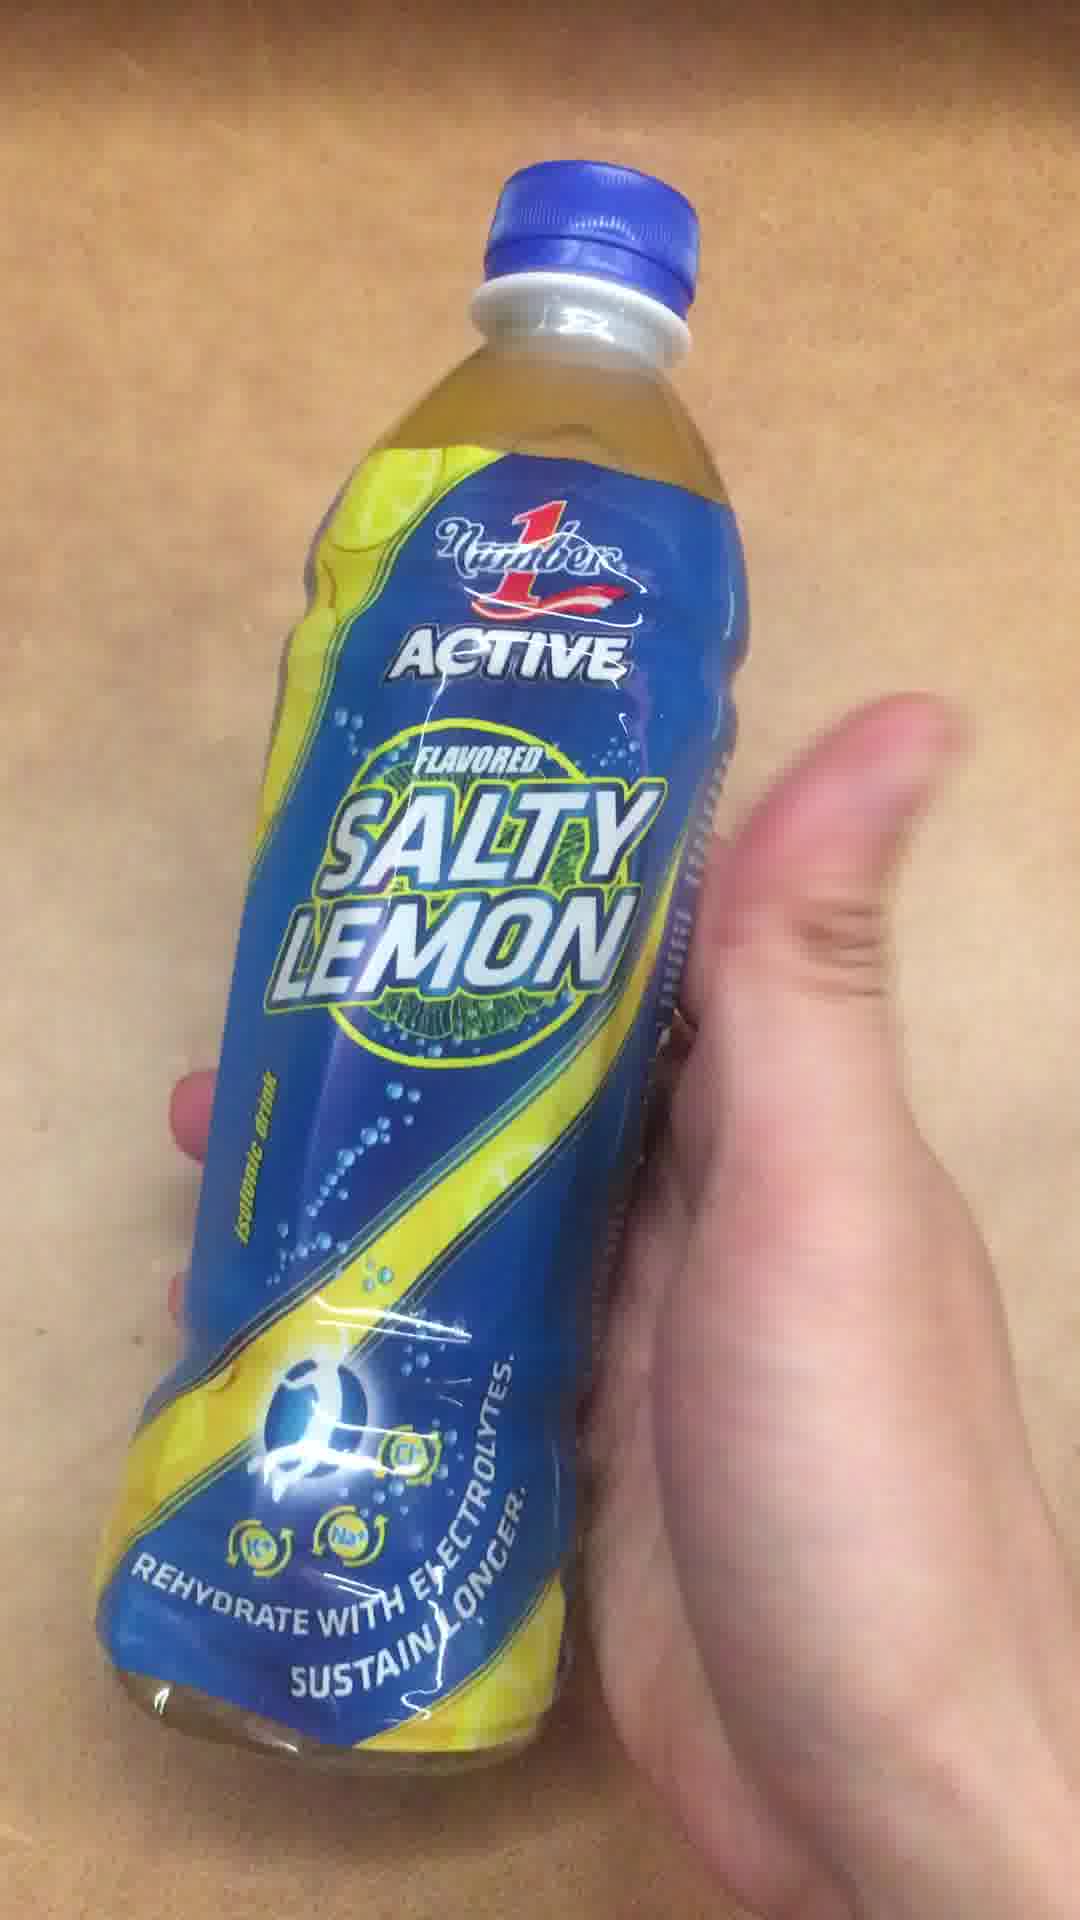 Number 1
ACTIVE
FLAVORED
SALTY
LEMON
isotonic drink
Cl⁻
K⁺
Na⁺
REHYDRATE WITH ELECTROLYTES.
SUSTAIN LONGER.